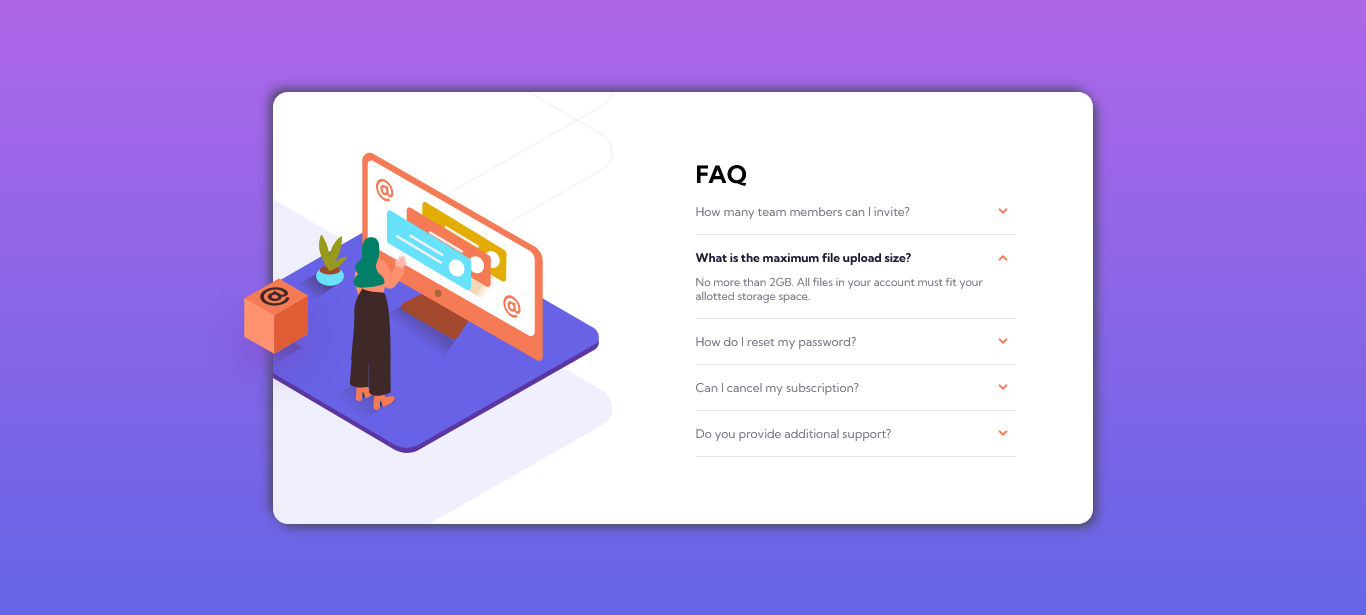 FAQ
How many team members can I invite?
What is the maximum file upload size?
No more than 2GB. All files in your account must fit your
allotted storage space.
How do I reset my password?
Can I cancel my subscription?
Do you provide additional support?
@
@
@